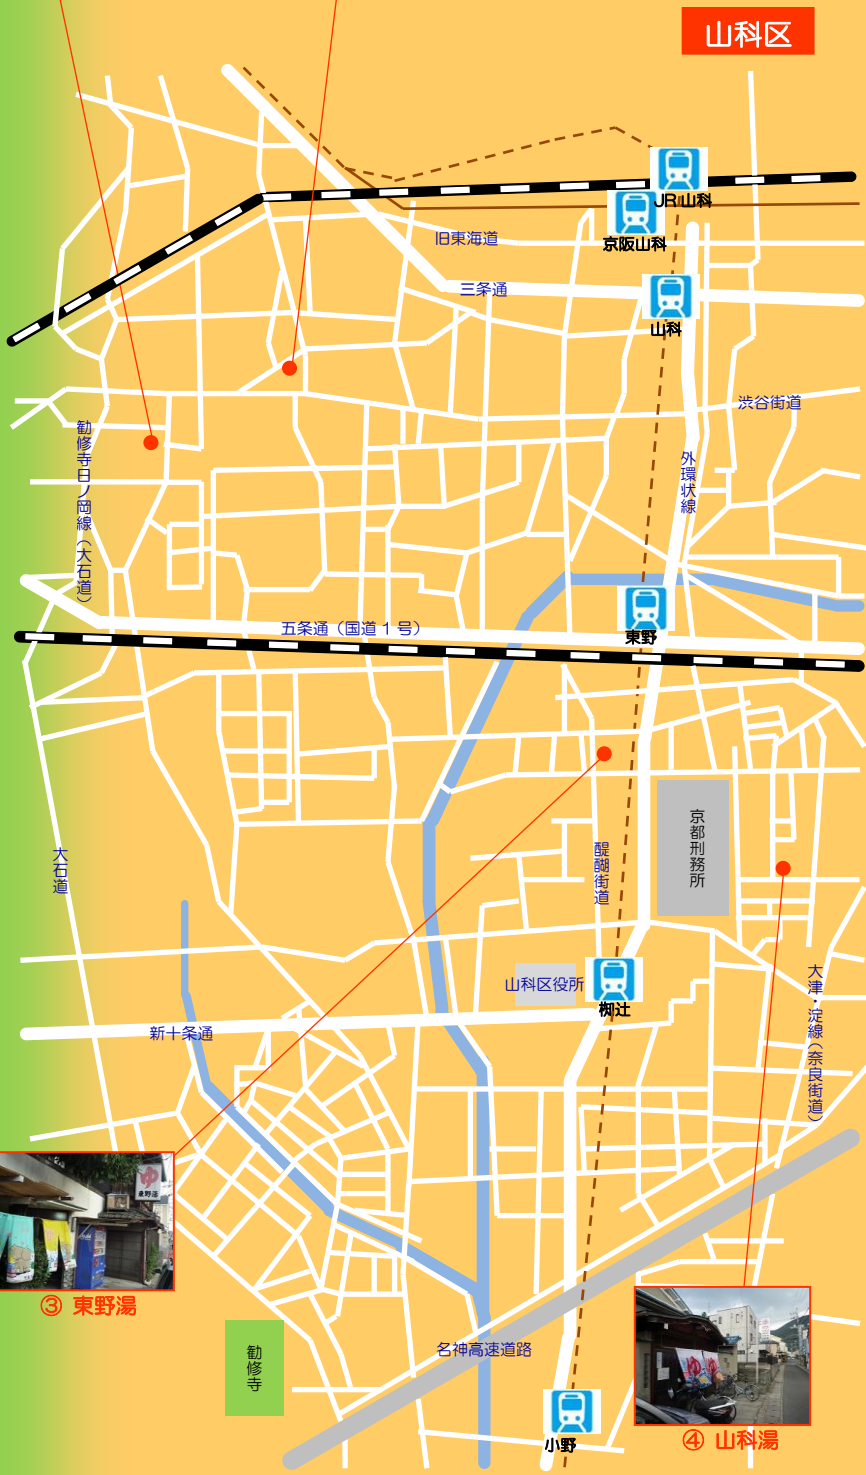 山科区
JR山科
京阪山科
旧東海道
三条通
山科
渋谷街道
勧修寺日ノ岡線（大石道）
外環状線
五条通（国道1号）
東野
京都刑務所
醍醐街道
大石道
大津・淀線（奈良街道）
山科区役所
椥辻
新十条通
ゆ
東野湯
③ 東野湯
勧修寺
名神高速道路
ゆ
④ 山科湯
小野